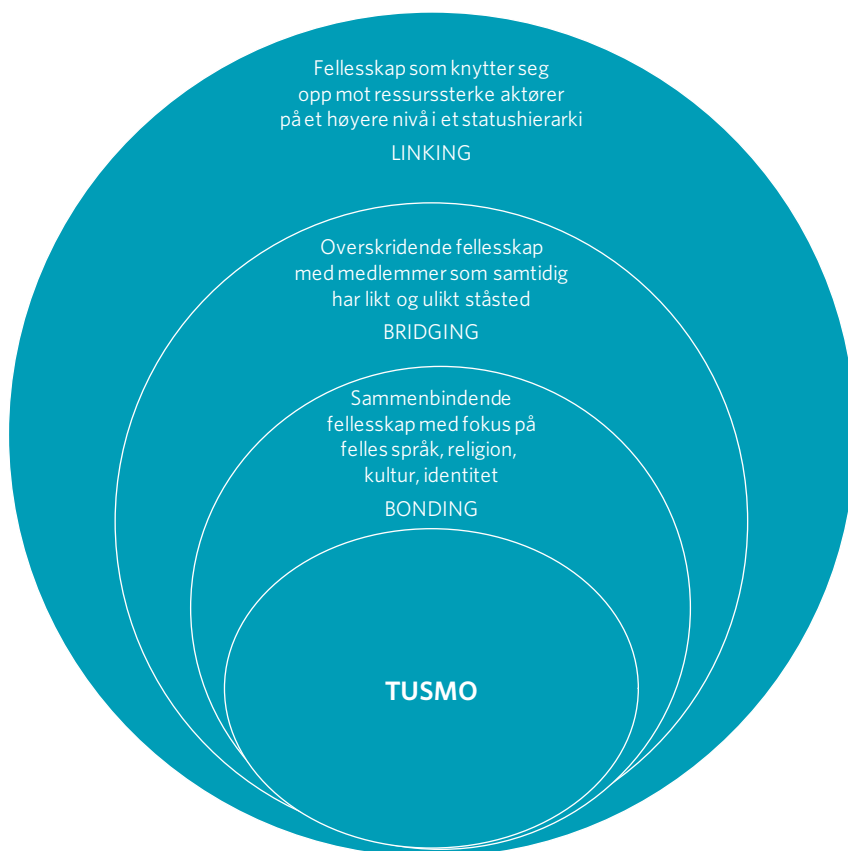 Fellesskap som knytter seg
opp mot ressurssterke aktører
på et høyere nivå i et statushierarki
LINKING
Overskridende fellesskap
med medlemmer som samtidig
har likt og ulikt ståsted
BRIDGING
Sammenbindende
fellesskap med fokus på
felles språk, religion,
kultur, identitet
BONDING
TUSMO